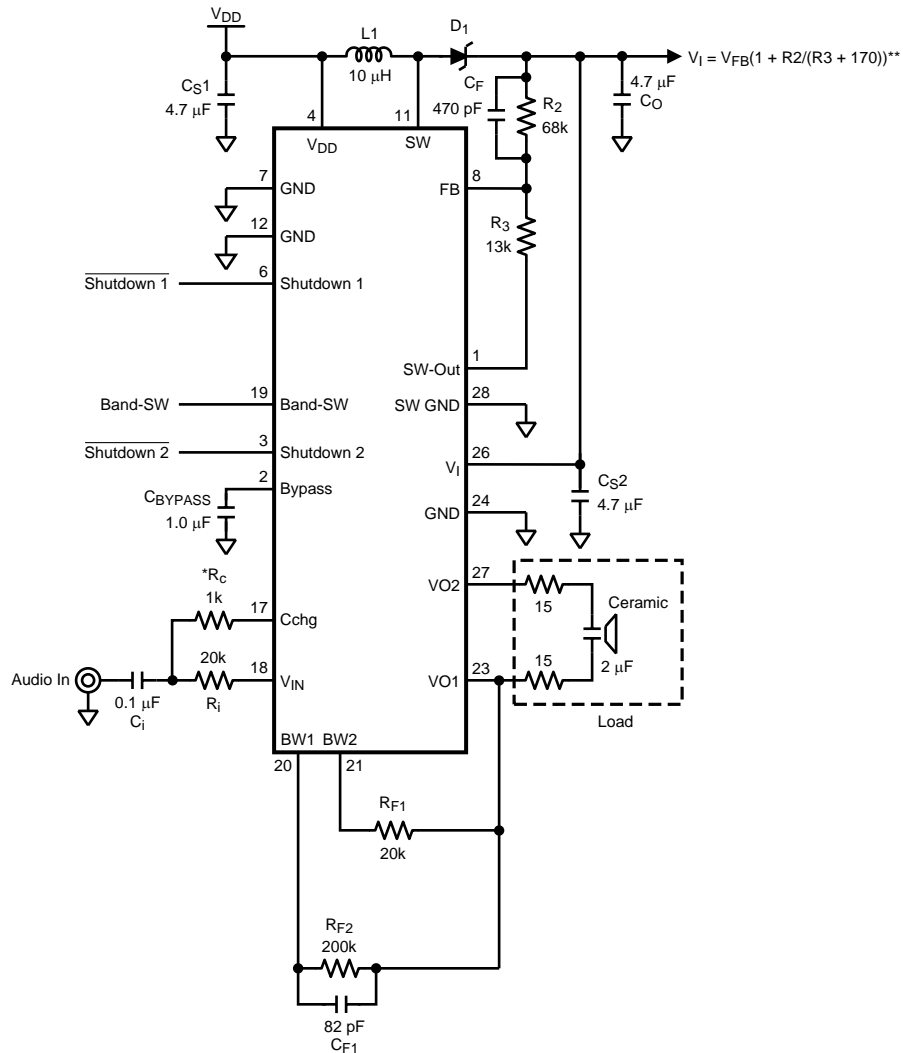 VDD
L1
10 μH
D1
VI = VFB(1 + R2/(R3 + 170))**
CS1
4.7 μF
CF
470 pF
R2
68k
4.7 μF
CO
4
VDD
11
SW
7
GND
8
FB
12
GND
R3
13k
6
Shutdown 1
Shutdown 1
1
SW-Out
19
Band-SW
Band-SW
28
SW GND
3
Shutdown 2
Shutdown 2
26
VI
2
Bypass
CBYPASS
1.0 μF
CS2
4.7 μF
24
GND
27
VO2
15
Ceramic
2 μF
*RC
1k
17
Cchg
Audio In
0.1 μF
Ci
20k
Ri
18
VIN
23
VO1
15
Load
BW1
BW2
20
21
RF1
20k
RF2
200k
82 pF
CF1